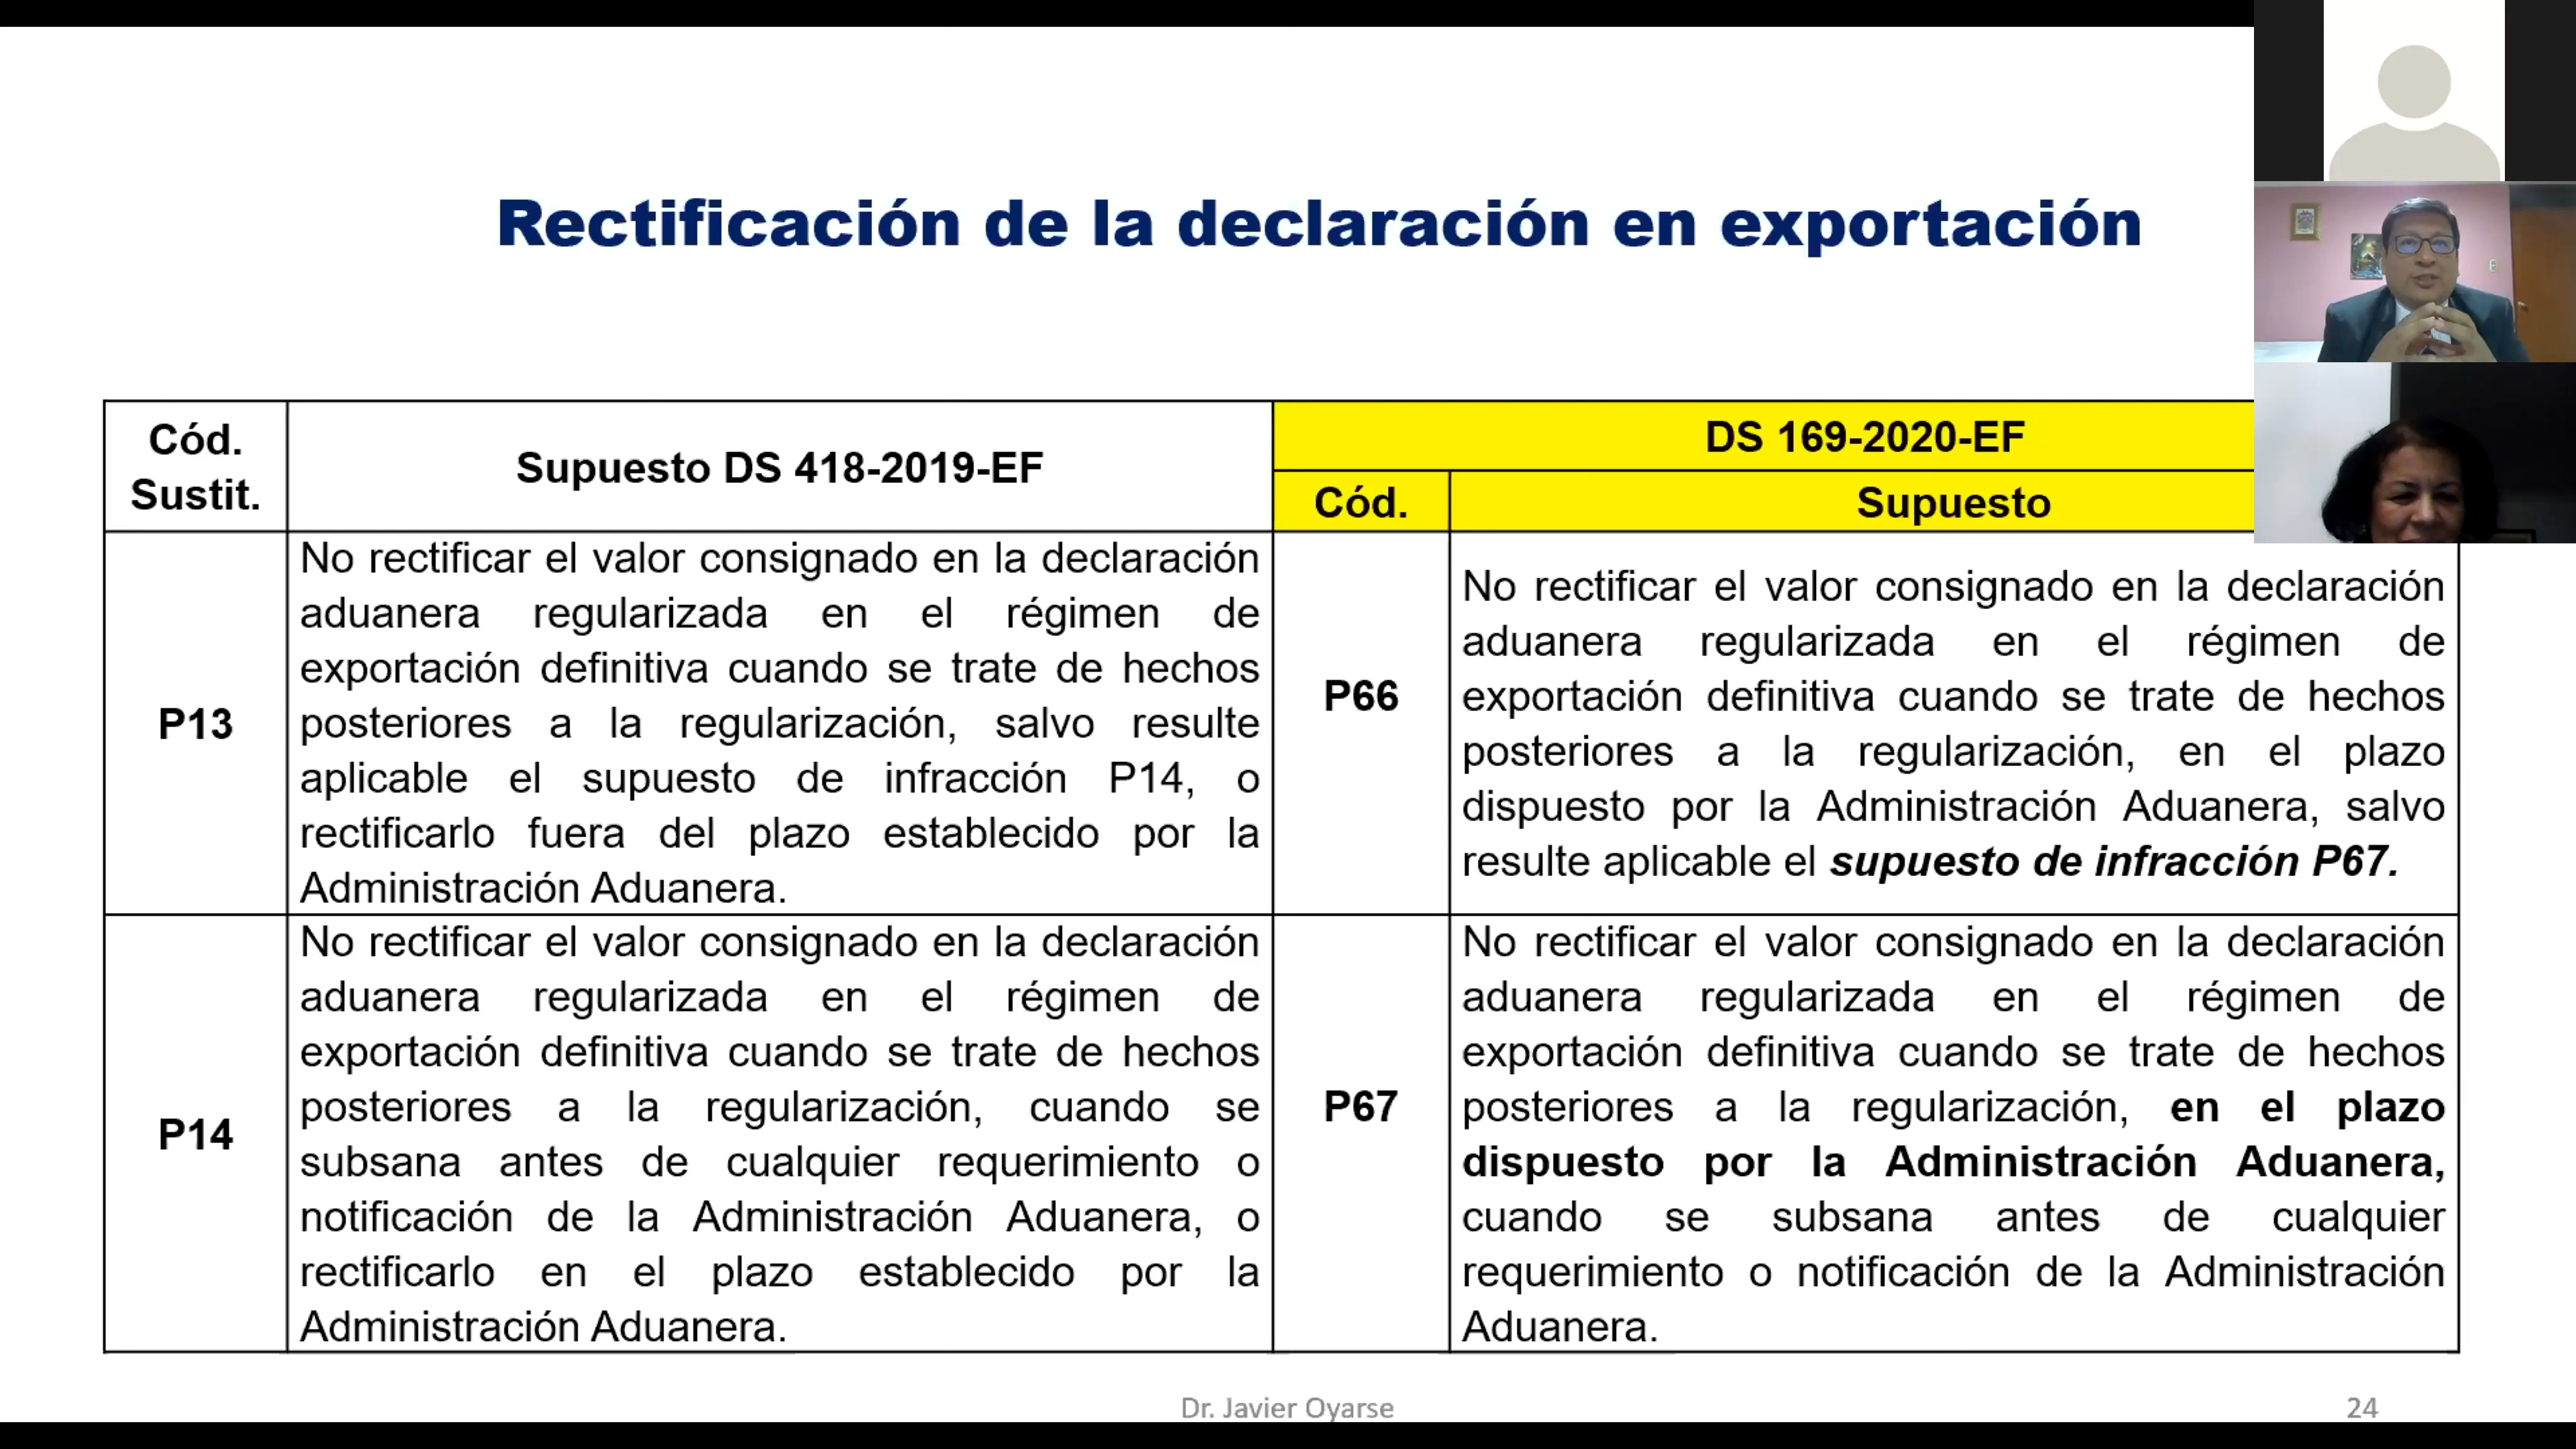 Rectificación de la declaración en exportación
Cód.
Sustit.
Supuesto DS 418-2019-EF
DS 169-2020-EF
Cód.
Supuesto
P13
No rectificar el valor consignado en la declaración
aduanera regularizada en el régimen de
exportación definitiva cuando se trate de hechos
posteriores a la regularización, salvo resulte
aplicable el supuesto de infracción P14, o
rectificarlo fuera del plazo establecido por la
Administración Aduanera.
P66
No rectificar el valor consignado en la declaración
aduanera regularizada en el régimen de
exportación definitiva cuando se trate de hechos
posteriores a la regularización, en el plazo
dispuesto por la Administración Aduanera, salvo
resulte aplicable el supuesto de infracción P67.
P14
No rectificar el valor consignado en la declaración
aduanera regularizada en el régimen de
exportación definitiva cuando se trate de hechos
posteriores a la regularización, cuando se
subsana antes de cualquier requerimiento o
notificación de la Administración Aduanera, o
rectificarlo en el plazo establecido por la
Administración Aduanera.
P67
No rectificar el valor consignado en la declaración
aduanera regularizada en el régimen de
exportación definitiva cuando se trate de hechos
posteriores a la regularización, en el plazo
dispuesto por la Administración Aduanera,
cuando se subsana antes de cualquier
requerimiento o notificación de la Administración
Aduanera.
Dr. Javier Oyarse
24